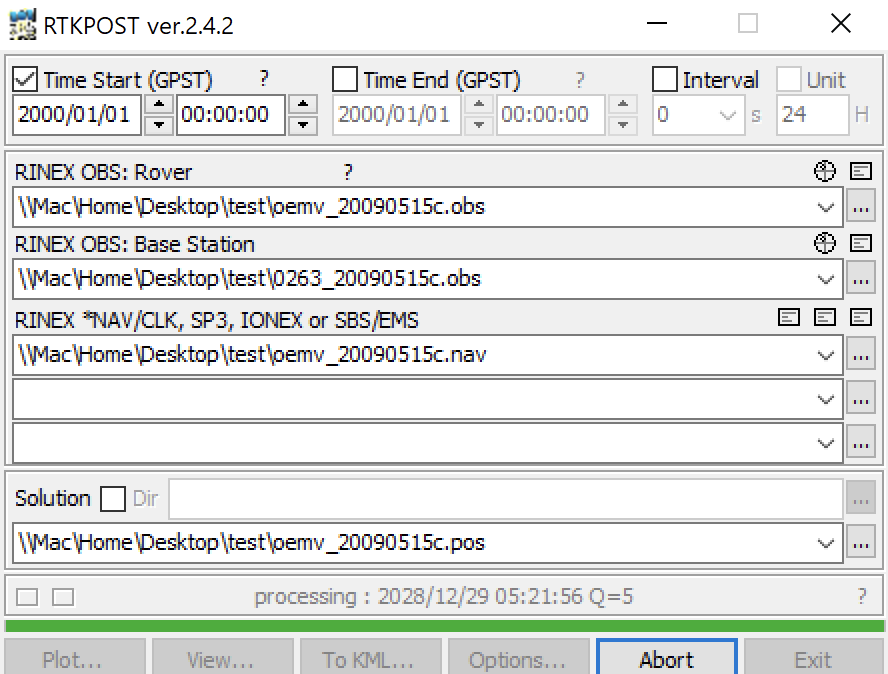 RTKPOST ver.2.4.2
Time Start (GPST) ? Time End (GPST) ? Interval Unit
2000/01/01 00:00:00 2000/01/01 00:00:00 0 s 24 H
RINEX OBS: Rover ?
\\Mac\Home\Desktop\test\oemv_20090515c.obs ...
RINEX OBS: Base Station
\\Mac\Home\Desktop\test\0263_20090515c.obs ...
RINEX *NAV/CLK, SP3, IONEX or SBS/EMS
\\Mac\Home\Desktop\test\oemv_20090515c.nav ...
...
...
Solution Dir ...
\\Mac\Home\Desktop\test\oemv_20090515c.pos ...
processing : 2028/12/29 05:21:56 Q=5 ?
Plot... View... To KML... Options... Abort Exit